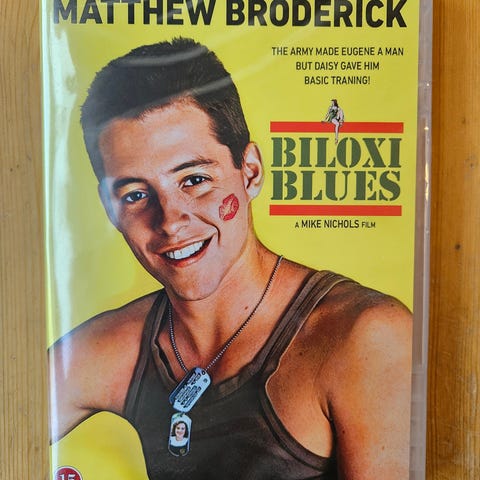 MATTHEW BRODERICK
THE ARMY MADE EUGENE A MAN
BUT DAISY GAVE HIM
BASIC TRANING!
BILOXI
BLUES
A MIKE NICHOLS FILM
15